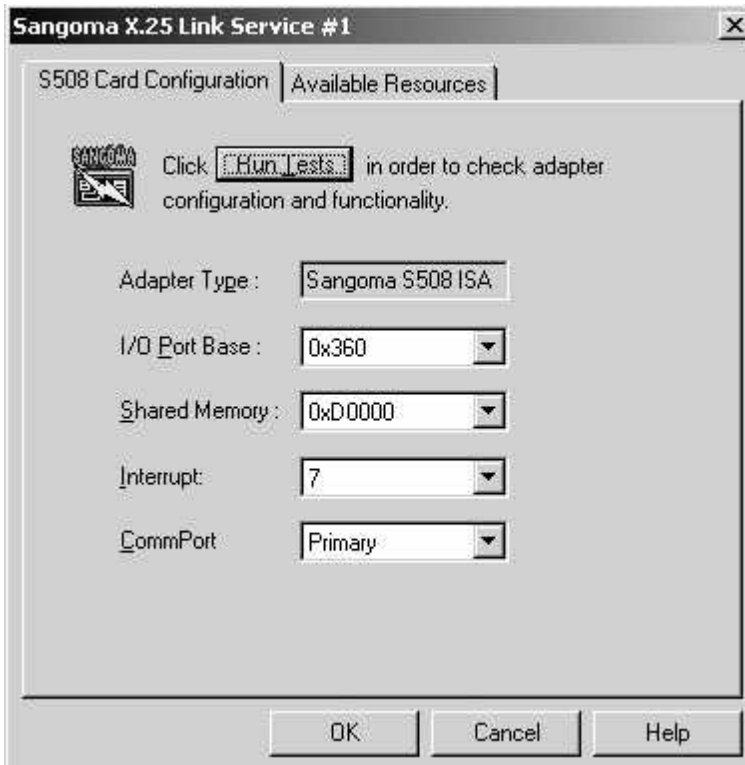 Sangoma X.25 Link Service #1
S508 Card Configuration Available Resources
SANGOMA
Click Run Tests in order to check adapter
configuration and functionality.
Adapter Type : Sangoma S508 ISA
I/O Port Base : 0x360
Shared Memory : 0xD0000
Interrupt: 7
CommPort Primary
OK Cancel Help